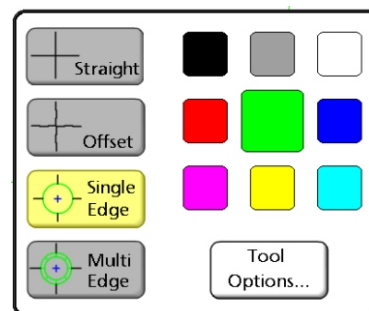 Straight
Offset
Single
Edge
Multi
Edge
Tool
Options...